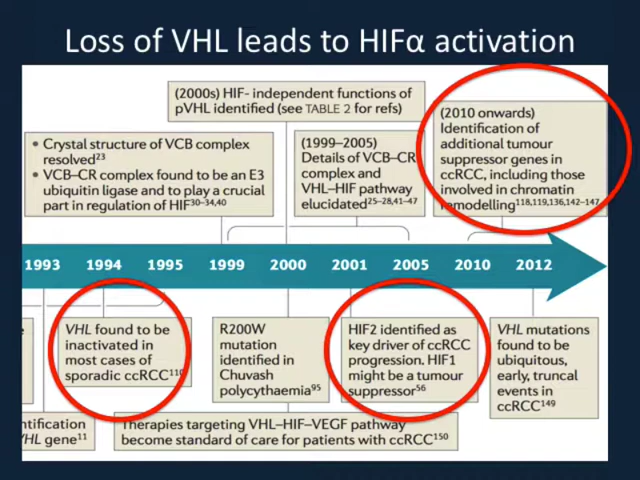 Loss of VHL leads to HIFα activation
(2000s) HIF- independent functions of
pVHL identified (see TABLE 2 for refs)
(2010 onwards)
Identification of
additional tumour
suppressor genes in
ccRCC, including those
involved in chromatin
remodelling118,119,136,142–147
• Crystal structure of VCB complex
resolved23
• VCB–CR complex found to be an E3
ubiquitin ligase and to play a crucial
part in regulation of HIF30–34,40
(1999–2005)
Details of VCB–CR
complex and
VHL–HIF pathway
elucidated25–28,41–47
1993 1994 1995 1999 2000 2001 2005 2010 2012
VHL found to be
inactivated in
most cases of
sporadic ccRCC110
R200W
mutation
identified in
Chuvash
polycythaemia95
HIF2 identified as
key driver of ccRCC
progression. HIF1
might be a tumour
suppressor56
VHL mutations
found to be
ubiquitous,
early, truncal
events in
ccRCC149
ntification
VHL gene11
Therapies targeting VHL–HIF–VEGF pathway
become standard of care for patients with ccRCC150